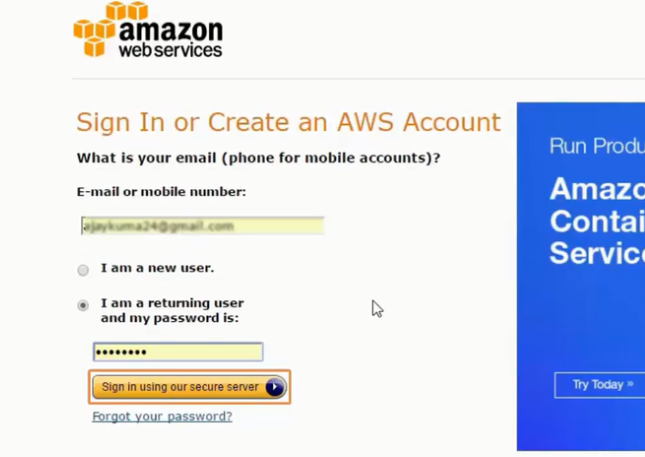 amazon
webservices
Sign In or Create an AWS Account
What is your email (phone for mobile accounts)?
E-mail or mobile number:
I am a new user.
I am a returning user
and my password is:
••••••••
Sign in using our secure server
Forgot your password?
Run Produ
Amazo
Contai
Servic
Try Today »